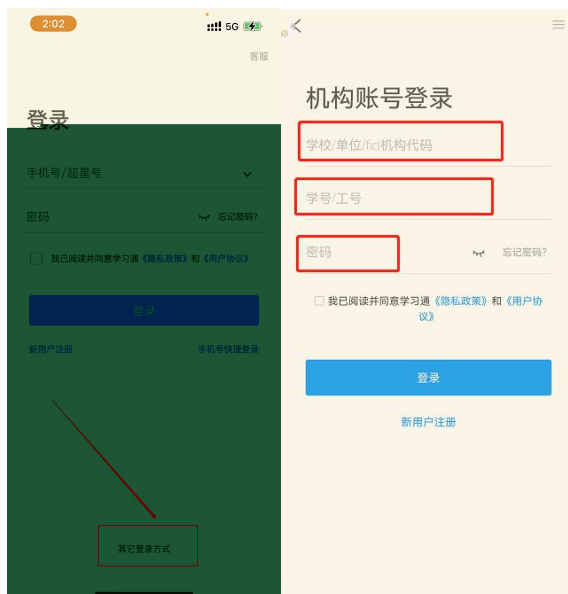 2:02
5G
客服
登录
手机号/超星号
密码
忘记密码?
我已阅读并同意学习通《隐私政策》和《用户协议》
登录
新用户注册
手机号快捷登录
其它登录方式
机构账号登录
学校/单位/fid机构代码
学号/工号
密码
忘记密码?
我已阅读并同意学习通《隐私政策》和《用户协
议》
登录
新用户注册